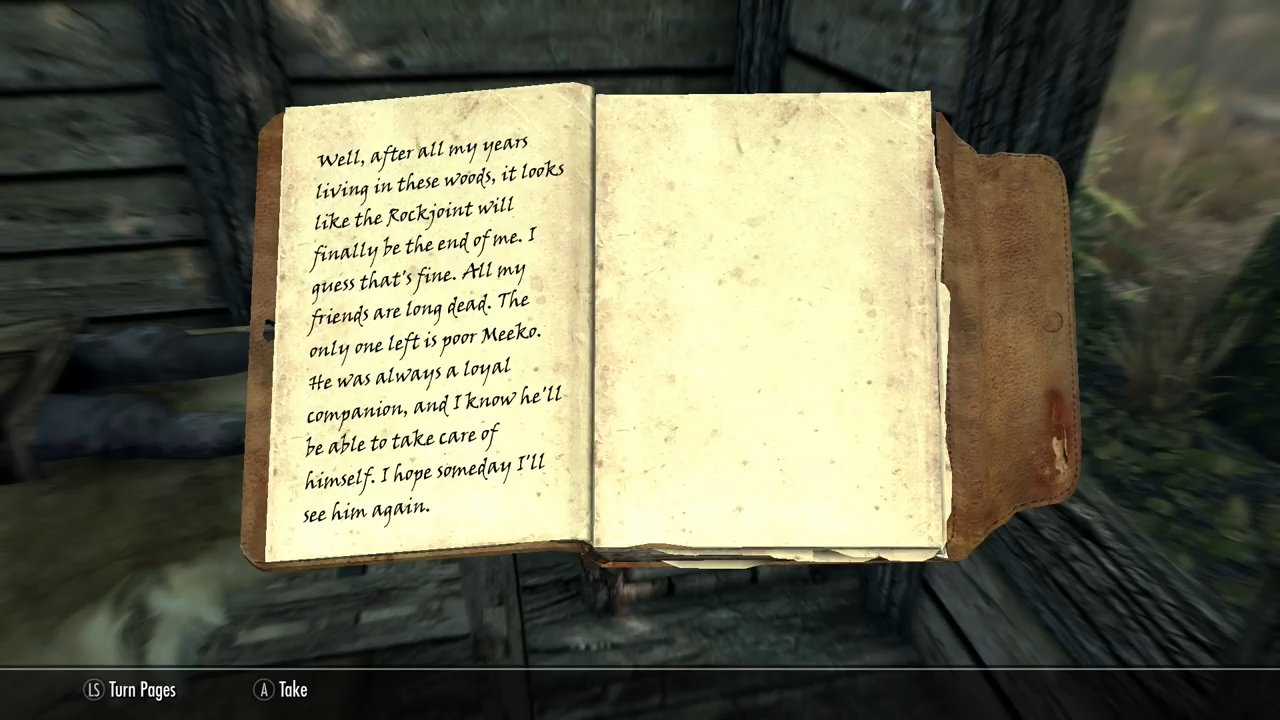 Well, after all my years
living in these woods, it looks
like the Rockjoint will
finally be the end of me. I
guess that's fine. All my
friends are long dead. The
only one left is poor Meeko.
He was always a loyal
companion, and I know he'll
be able to take care of
himself. I hope someday I'll
see him again.
LS Turn Pages A Take